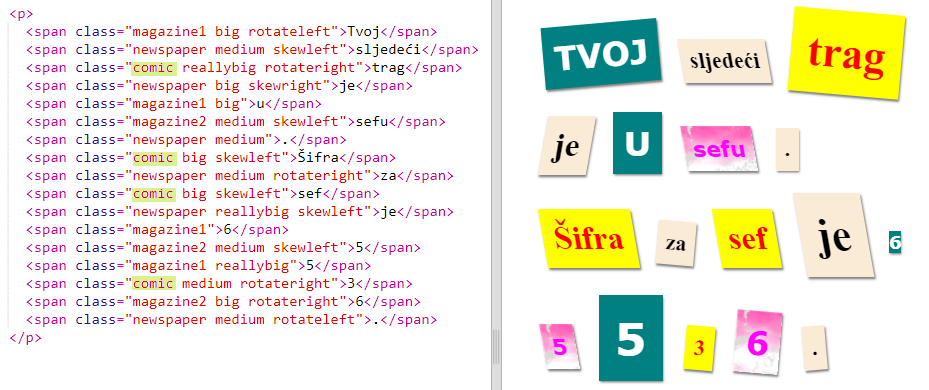 <p>
<span class="magazine1 big rotateleft">Tvoj</span>
<span class="newspaper medium skewleft">sljedeći</span>
<span class="comic reallybig rotateright">trag</span>
<span class="newspaper big skewright">je</span>
<span class="magazine1 big">u</span>
<span class="magazine2 medium skewleft">sefu</span>
<span class="newspaper medium">.</span>
<span class="comic big skewleft">Šifra</span>
<span class="newspaper medium rotateright">za</span>
<span class="comic big skewleft">sef</span>
<span class="newspaper reallybig skewleft">je</span>
<span class="magazine1">6</span>
<span class="magazine2 medium skewleft">5</span>
<span class="magazine1 reallybig">5</span>
<span class="comic medium rotateright">3</span>
<span class="magazine2 big rotateright">6</span>
<span class="newspaper medium rotateleft">.</span>
</p>
TVOJ sljedeći trag
je U sefu .
Šifra za sef je 6
5 5 3 6 .